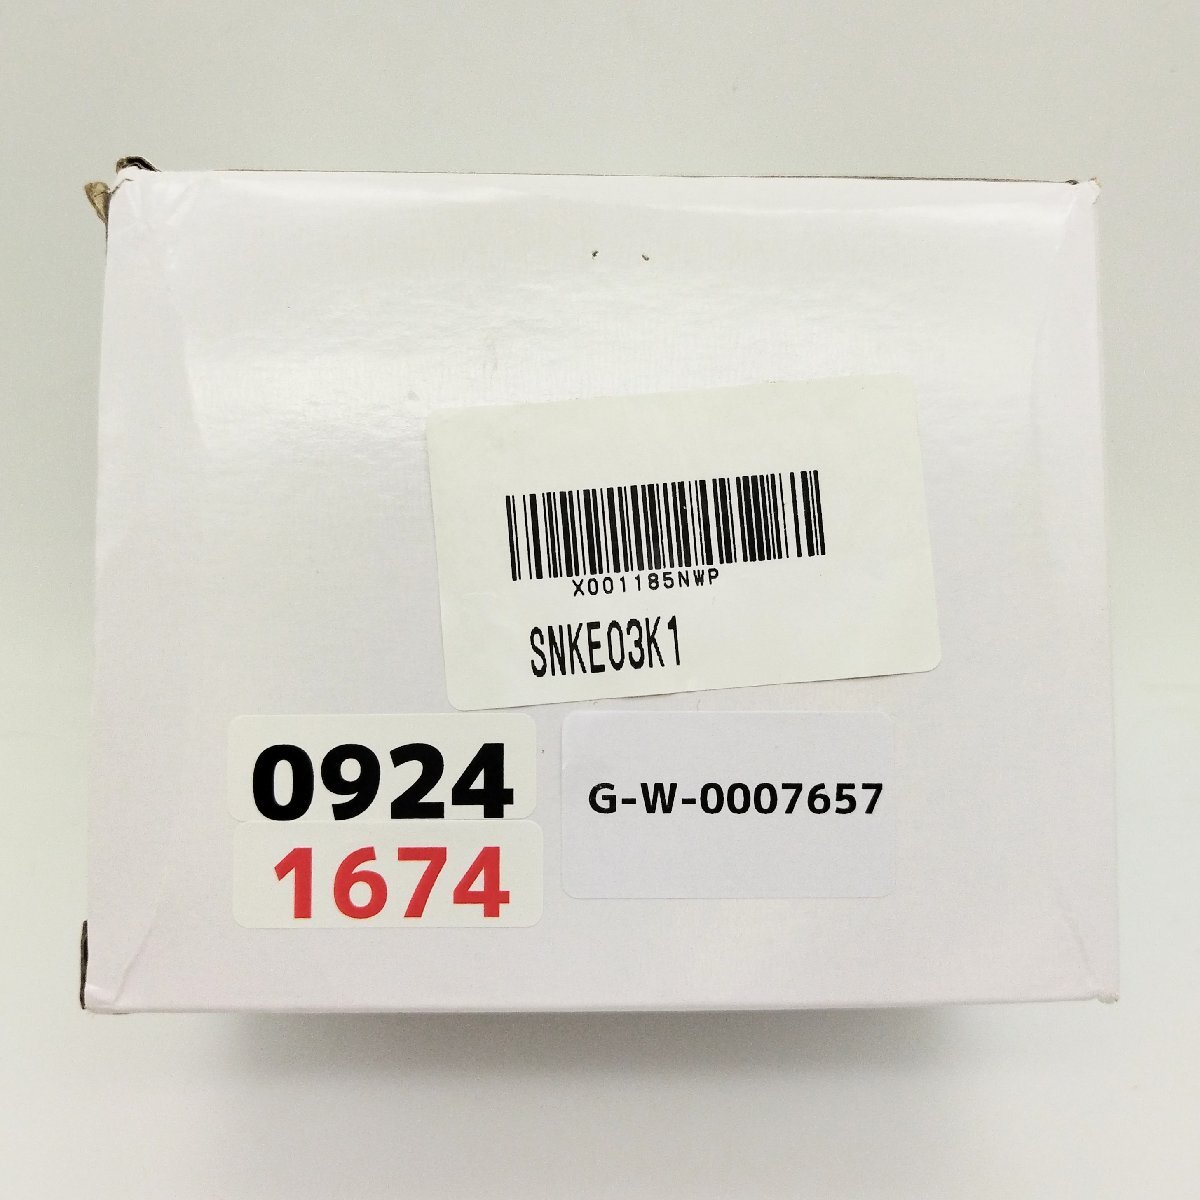 X001185NWP
SNKE03K1
0924
1674
G-W-0007657